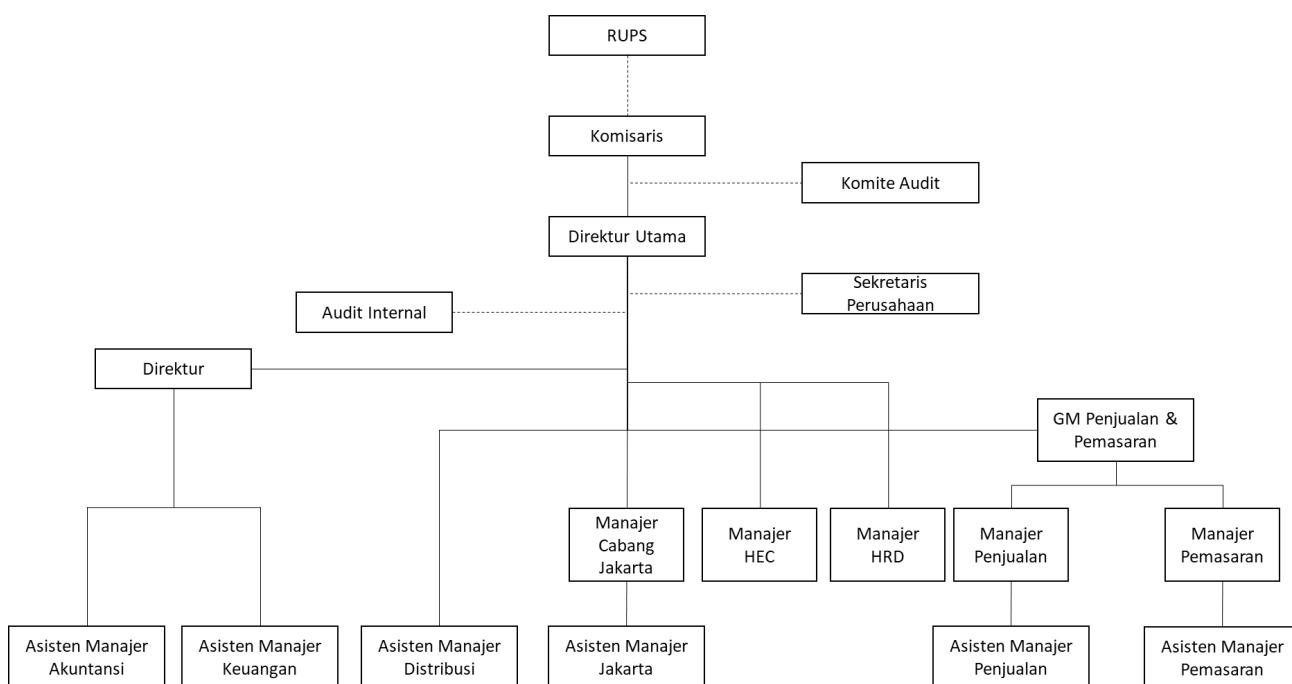 RUPS
Komisaris
Komite Audit
Direktur Utama
Sekretaris
Perusahaan
Audit Internal
Direktur
GM Penjualan &
Pemasaran
Manajer
Cabang
Jakarta
Manajer
HEC
Manajer
HRD
Manajer
Penjualan
Manajer
Pemasaran
Asisten Manajer
Akuntansi
Asisten Manajer
Keuangan
Asisten Manajer
Distribusi
Asisten Manajer
Jakarta
Asisten Manajer
Penjualan
Asisten Manajer
Pemasaran